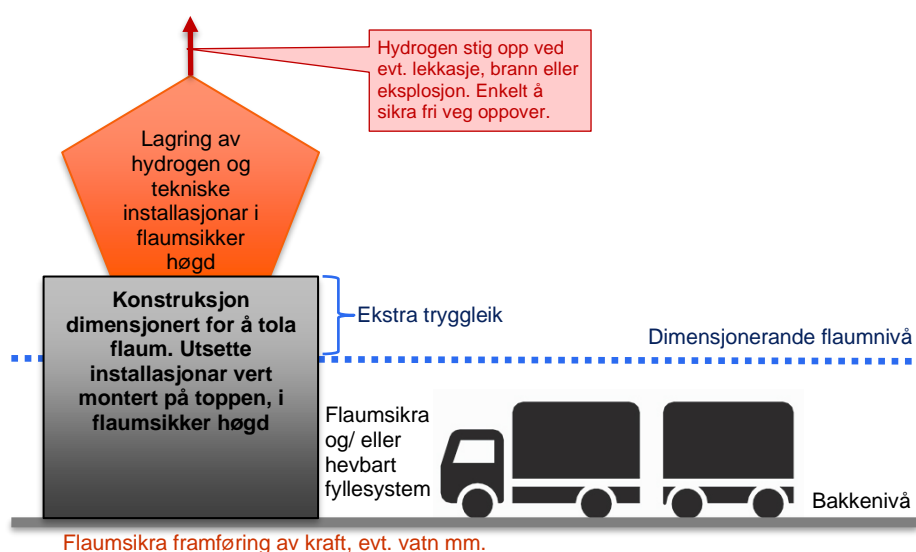 Hydrogen stig opp ved
evt. lekkasje, brann eller
eksplosjon. Enkelt å
sikra fri veg oppover.
Lagring av
hydrogen og
tekniske
installasjonar i
flaumsikker
høgd
Konstruksjon
dimensjonert for å tola
flaum. Utsette
installasjonar vert
montert på toppen, i
flaumsikker høgd
Ekstra tryggleik
Dimensjonerande flaumnivå
Flaumsikra
og/ eller
hevbart
fyllesystem
Bakkenivå
Flaumsikra framføring av kraft, evt. vatn mm.